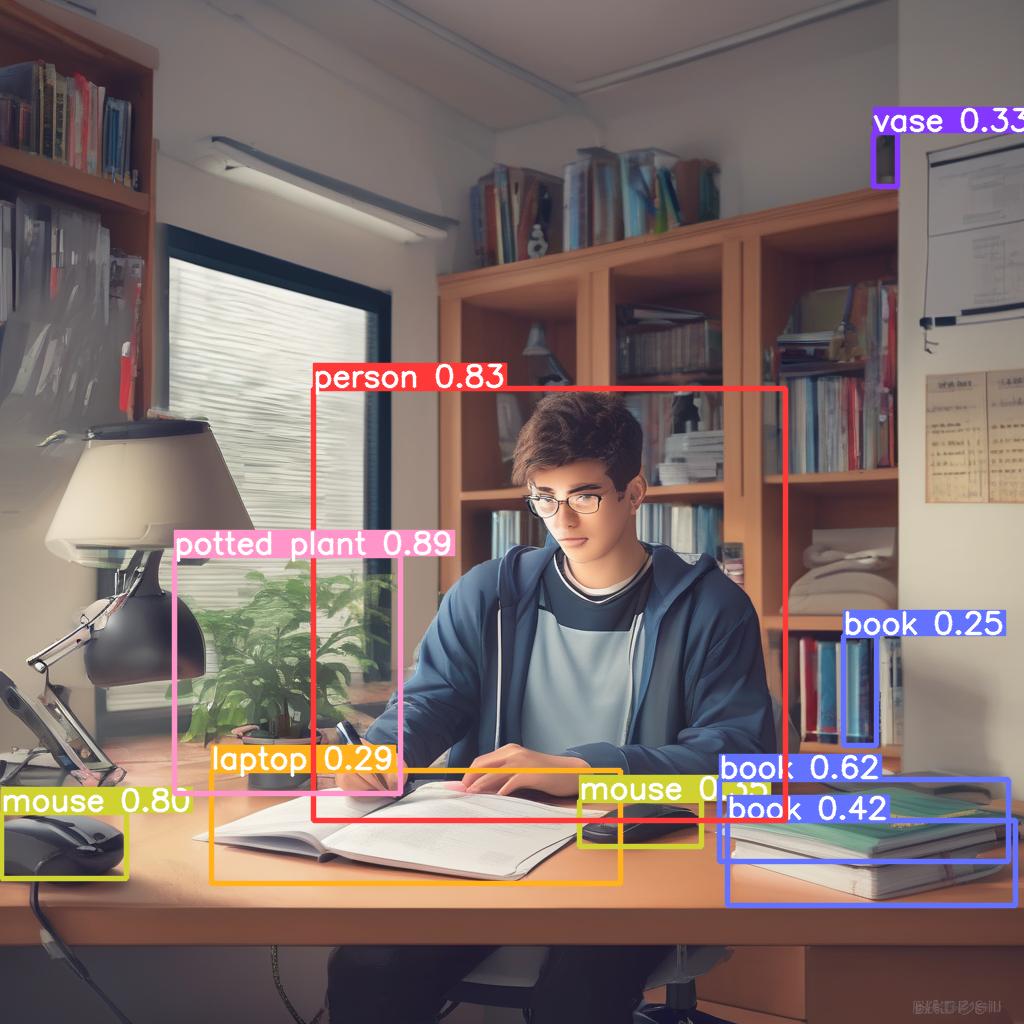 vase 0.33
person 0.83
potted plant 0.89
book 0.25
laptop 0.29
book 0.62
mouse 0.80
mouse
book 0.42